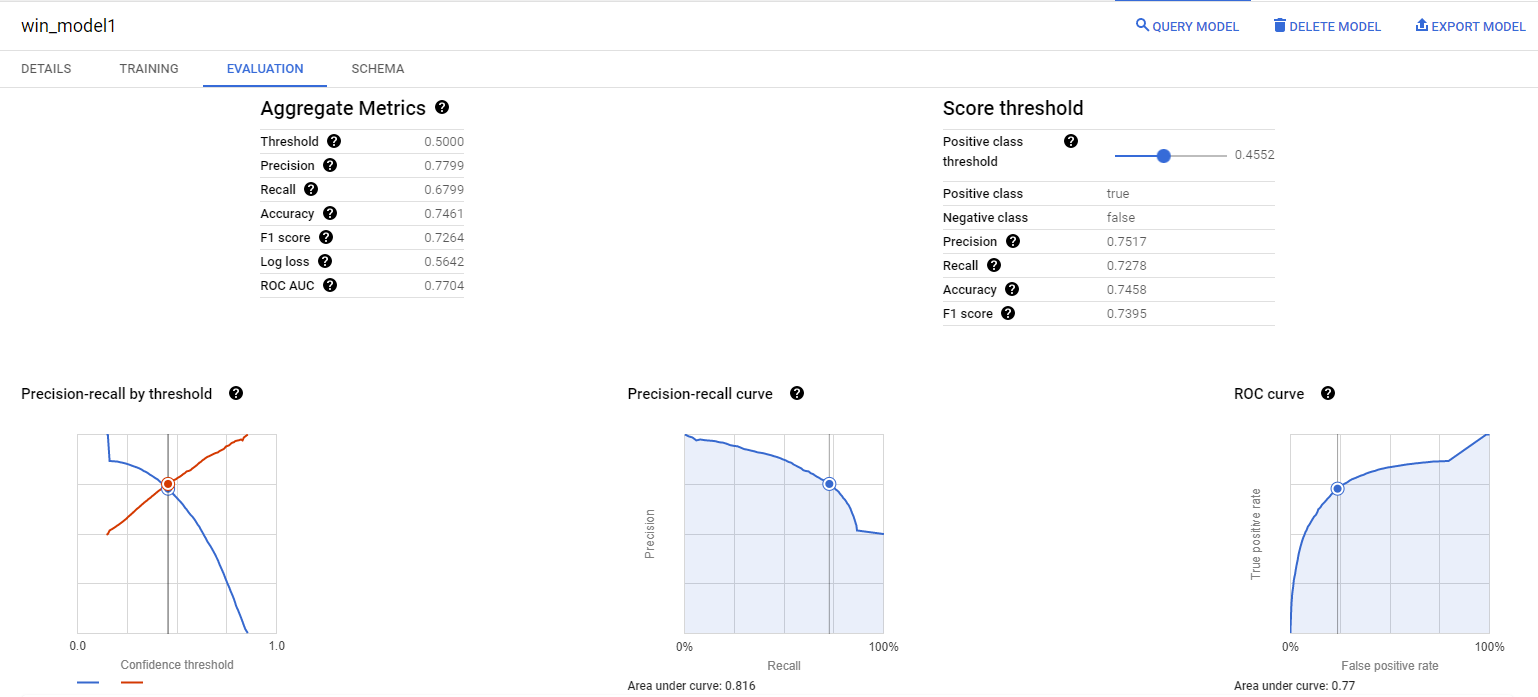 win_model1
QUERY MODEL
DELETE MODEL
EXPORT MODEL
DETAILS
TRAINING
EVALUATION
SCHEMA
Aggregate Metrics ?
Threshold ? 0.5000
Precision ? 0.7799
Recall ? 0.6799
Accuracy ? 0.7461
F1 score ? 0.7264
Log loss ? 0.5642
ROC AUC ? 0.7704
Score threshold
Positive class ?
threshold
0.4552
Positive class true
Negative class false
Precision ? 0.7517
Recall ? 0.7278
Accuracy ? 0.7458
F1 score ? 0.7395
Precision-recall by threshold ?
0.0 1.0
Confidence threshold
Precision-recall curve ?
Precision
0% 100%
Recall
Area under curve: 0.816
ROC curve ?
True positive rate
0% 100%
False positive rate
Area under curve: 0.77